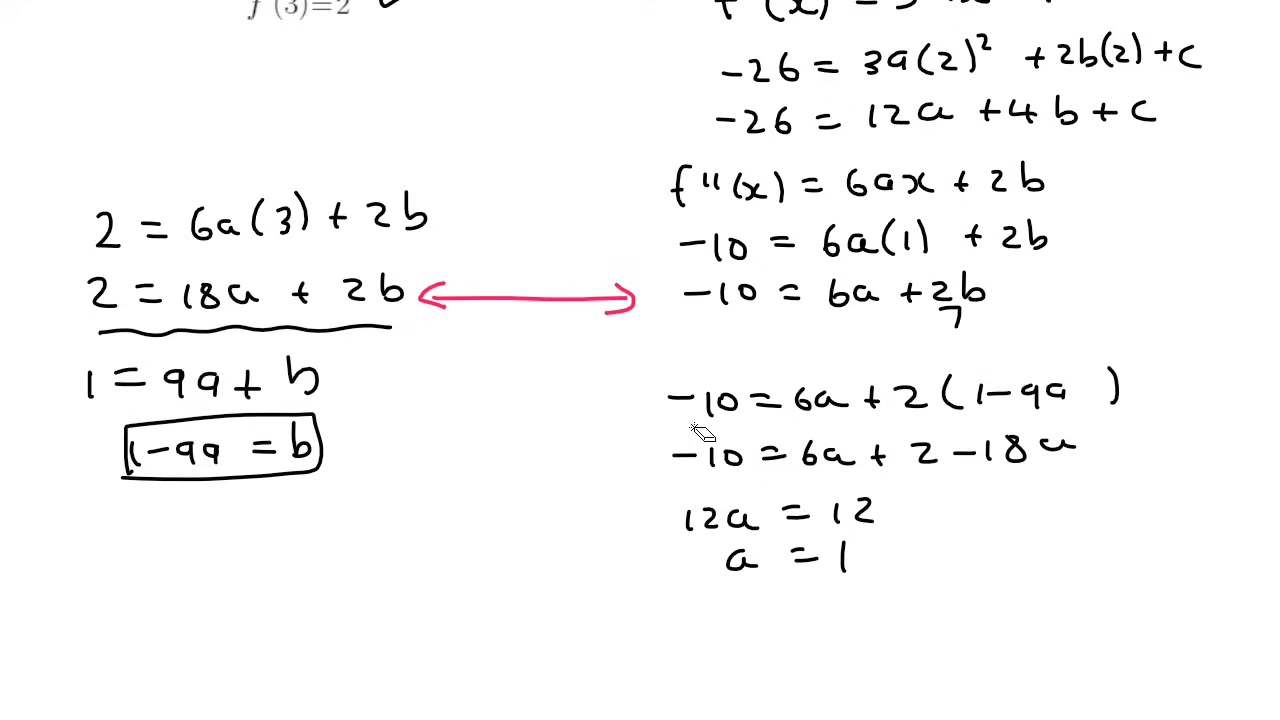 f''(3)=2
-26 = 3a(2)² + 2b(2) + c
-26 = 12a + 4b + c
f''(x) = 6ax + 2b
2 = 6a(3) + 2b
-10 = 6a(1) + 2b
2 = 18a + 2b
-10 = 6a + 2b
1 = 9a + b
-10 = 6a + 2(1-9a)
1-9a = b
-10 = 6a + 2 - 18a
12a = 12
a = 1